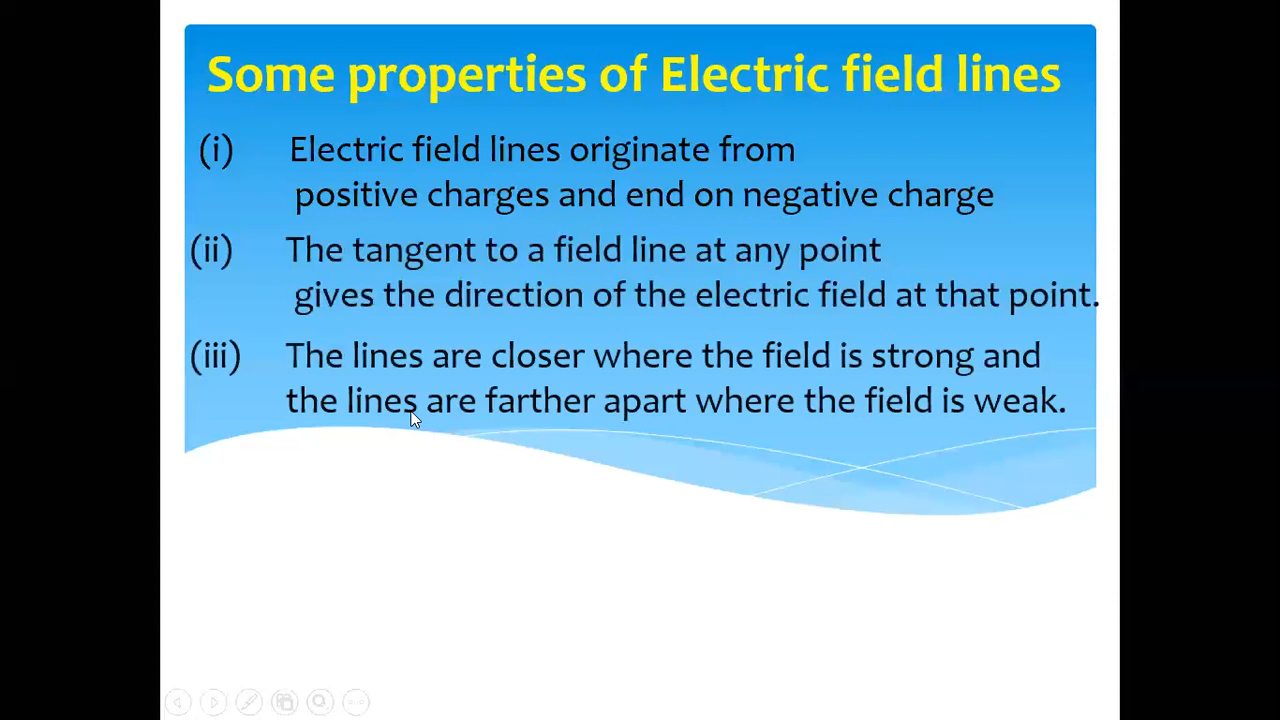 Some properties of Electric field lines
(i) Electric field lines originate from
positive charges and end on negative charge
(ii) The tangent to a field line at any point
gives the direction of the electric field at that point.
(iii) The lines are closer where the field is strong and
the lines are farther apart where the field is weak.